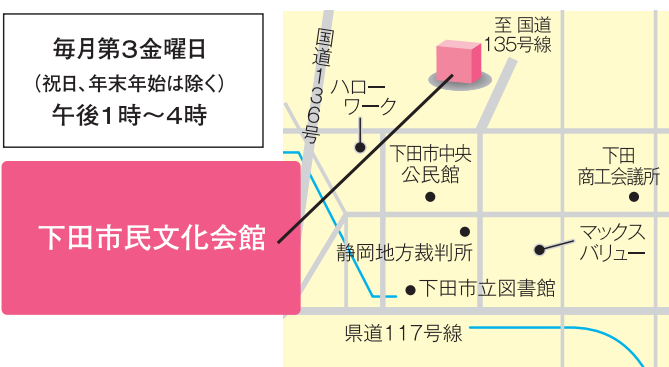 毎月第3金曜日
（祝日、年末年始は除く）
午後1時〜4時
下田市民文化会館
国道136号
至 国道
135号線
ハロー
ワーク
下田市中央
公民館
下田
商工会議所
静岡地方裁判所
マックス
バリュー
下田市立図書館
県道117号線